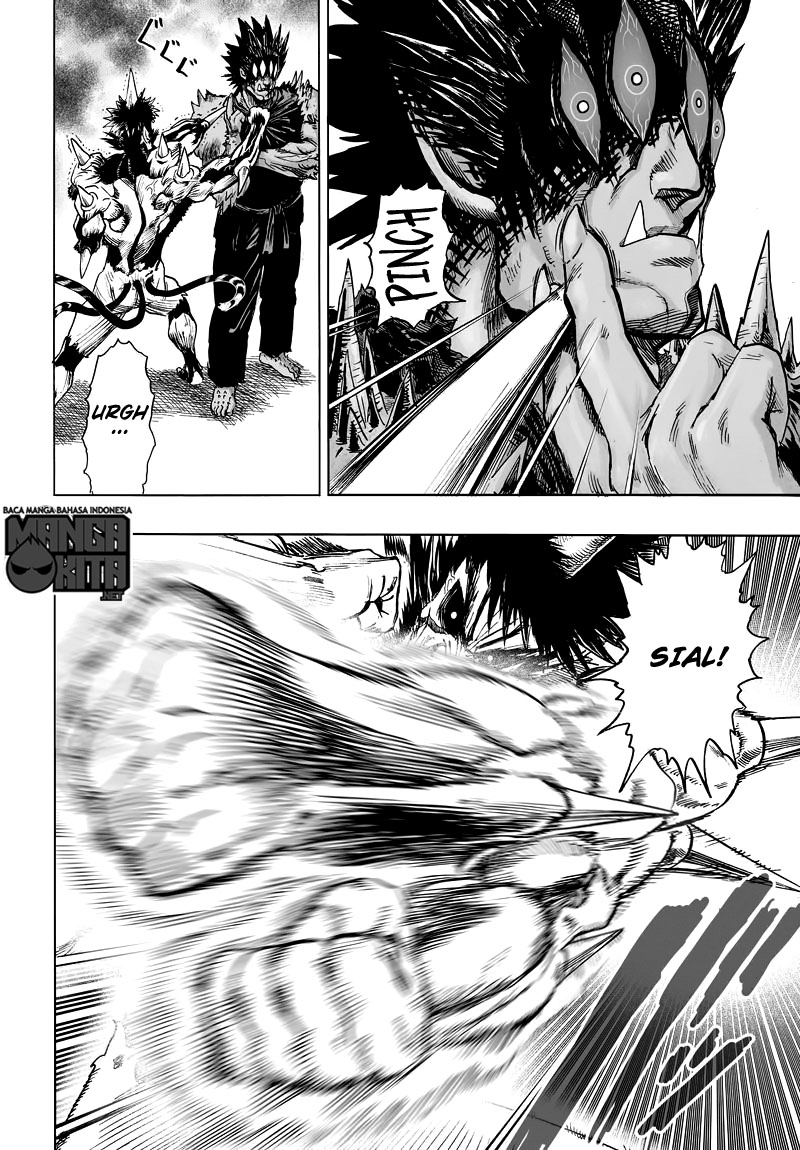 PINCH
ぐぐぐ
URGH
...
BACA MANGA BAHASA INDONESIA
MANGA
KITA
.NET
SIAL!